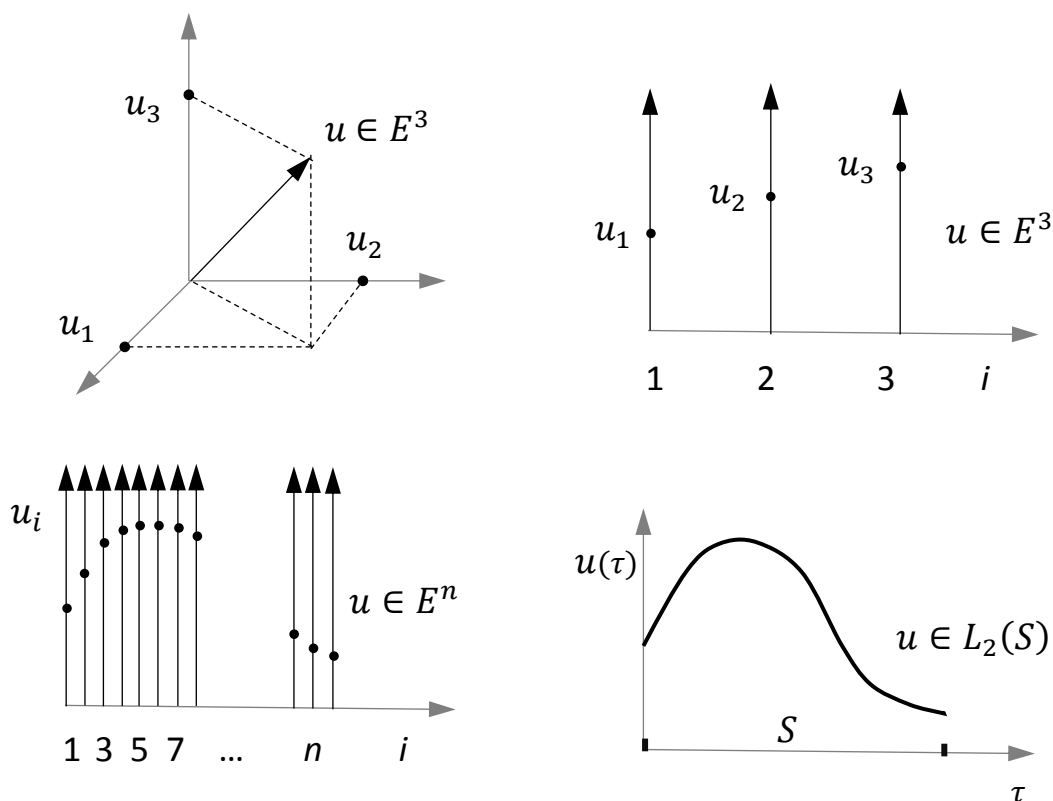 u₃
u ∈ E³
u₂
u₁
u₃
u₂
u₁
u ∈ E³
1 2 3 i
uᵢ
u ∈ Eⁿ
1 3 5 7 ... n i
u(τ)
u ∈ L₂(S)
S
τ